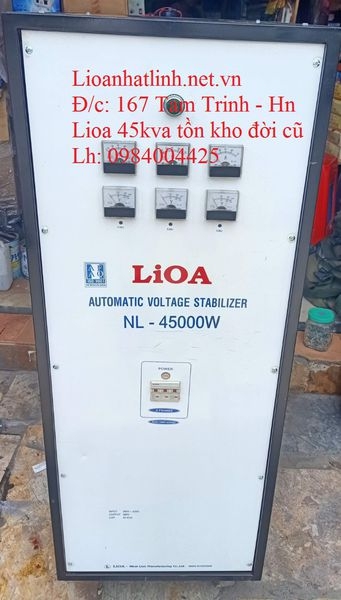 Lioanhatlinh.net.vn
Đ/c: 167 Tam Trinh - Hn
Lioa 45kva tồn kho đời cũ
Lh: 0984004425
LiOA
AUTOMATIC VOLTAGE STABILIZER
NL - 45000W
POWER
LiOA